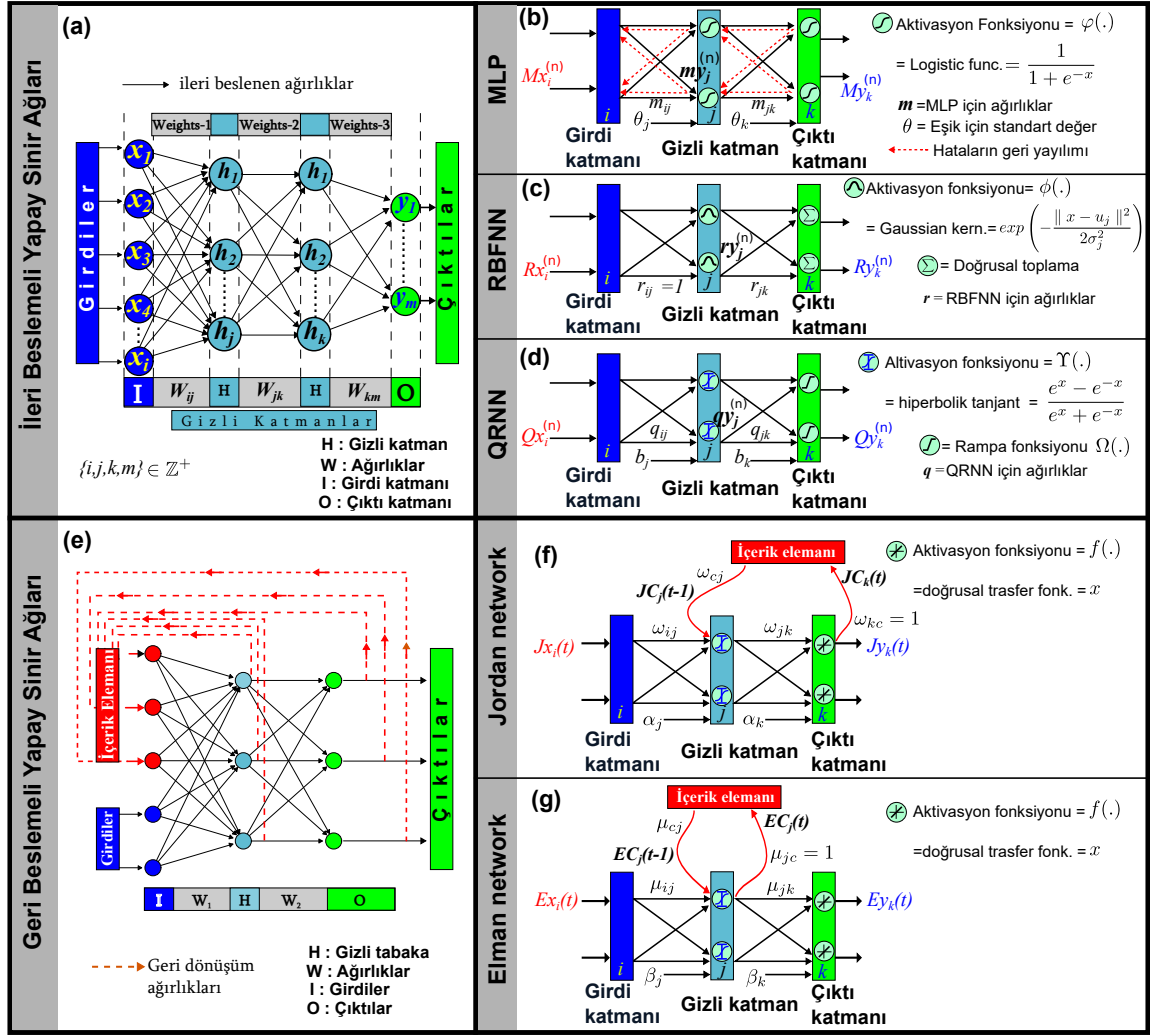 İleri Beslemeli Yapay Sinir Ağları
(a)
ileri beslenen ağırlıklar
Weights-1 Weights-2 Weights-3
Girdiler
x₁
x₂
x₃
x₄
xᵢ
h₁
h₂
hⱼ
h₁
h₂
hₖ
y₁
yₘ
Çıktılar
I Wᵢⱼ H Wⱼₖ H Wₖₘ O
Gizli Katmanlar
{i,j,k,m} ∈ ℤ⁺
H : Gizli katman
W : Ağırlıklar
I : Girdi katmanı
O : Çıktı katmanı
MLP
(b)
Mxᵢ⁽ⁿ⁾
myⱼ⁽ⁿ⁾
Myₖ⁽ⁿ⁾
mᵢⱼ mⱼₖ
θⱼ θₖ
i j k
Girdi katmanı
Gizli katman
Çıktı katmanı
Aktivasyon Fonksiyonu = φ(.)
= Logistic func. = 1 / (1 + e⁻ˣ)
m =MLP için ağırlıklar
θ = Eşik için standart değer
Hataların geri yayılımı
RBFNN
(c)
Rxᵢ⁽ⁿ⁾
ryⱼ⁽ⁿ⁾
Ryₖ⁽ⁿ⁾
rᵢⱼ =1 rⱼₖ
i j k
Girdi katmanı
Gizli katman
Çıktı katmanı
Aktivasyon fonksiyonu= ϕ(.)
= Gaussian kern.= exp(−‖ x − uⱼ ‖² / 2σⱼ²)
Σ = Doğrusal toplama
r = RBFNN için ağırlıklar
QRNN
(d)
Qxᵢ⁽ⁿ⁾
qyⱼ⁽ⁿ⁾
Qyₖ⁽ⁿ⁾
qᵢⱼ qⱼₖ
bⱼ bₖ
i j k
Girdi katmanı
Gizli katman
Çıktı katmanı
Altivasyon fonksiyonu = ϒ(.)
= hiperbolik tanjant = (eˣ − e⁻ˣ) / (eˣ + e⁻ˣ)
= Rampa fonksiyonu Ω(.)
q =QRNN için ağırlıklar
Geri Beslemeli Yapay Sinir Ağları
(e)
İçerik Elemanı
Girdiler
Çıktılar
I W₁ H W₂ O
Geri dönüşüm
ağırlıkları
H : Gizli tabaka
W : Ağırlıklar
I : Girdiler
O : Çıktılar
Jordan network
(f)
İçerik elemanı
ω_cj
JCⱼ(t-1)
JCₖ(t)
ω_kc = 1
ωᵢⱼ ωⱼₖ
Jxᵢ(t)
Jyₖ(t)
αⱼ αₖ
i j k
Girdi katmanı
Gizli katman
Çıktı katmanı
Aktivasyon fonksiyonu = f(.)
=doğrusal trasfer fonk. = x
Elman network
(g)
İçerik elemanı
μ_cj
ECⱼ(t-1)
ECⱼ(t)
μ_jc = 1
μᵢⱼ μⱼₖ
Exᵢ(t)
Eyₖ(t)
βⱼ βₖ
i j k
Girdi katmanı
Gizli katman
Çıktı katmanı
Aktivasyon fonksiyonu = f(.)
=doğrusal trasfer fonk. = x